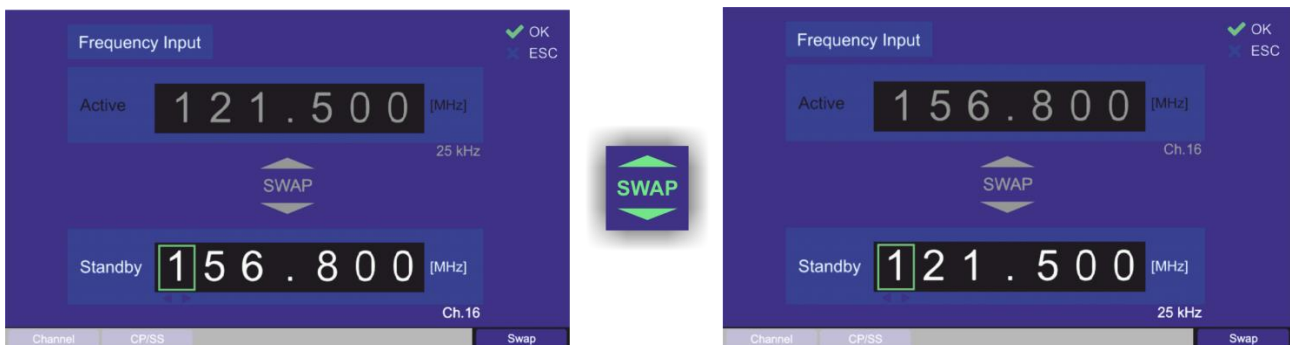 Frequency Input
OK
ESC
Active 121.500 [MHz]
25 kHz
SWAP
Standby 156.800 [MHz]
Ch.16
Channel CP/SS Swap
SWAP
Frequency Input
OK
ESC
Active 156.800 [MHz]
Ch.16
SWAP
Standby 121.500 [MHz]
25 kHz
Channel CP/SS Swap